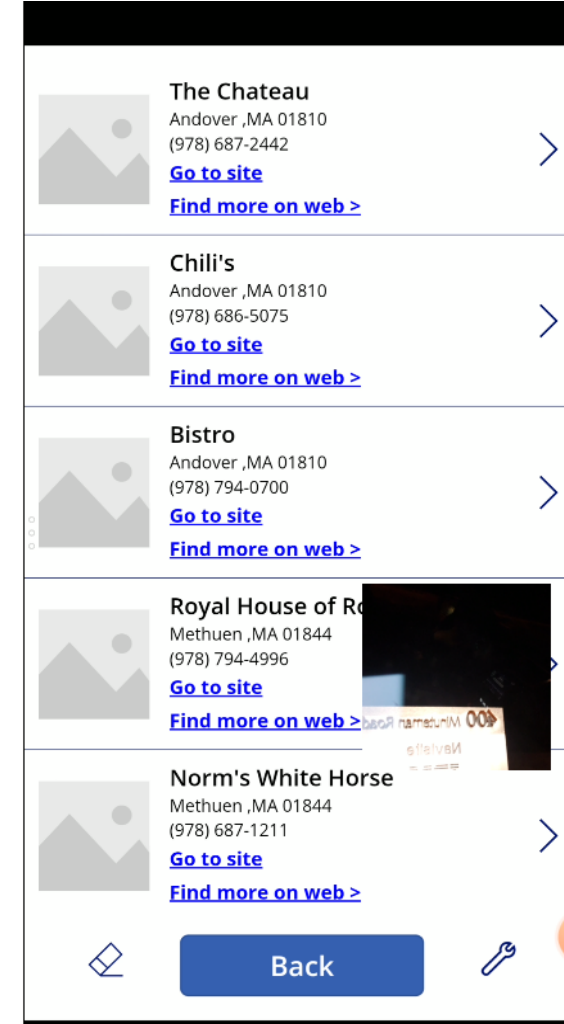 The Chateau
Andover ,MA 01810
(978) 687-2442
Go to site
Find more on web >
Chili's
Andover ,MA 01810
(978) 686-5075
Go to site
Find more on web >
Bistro
Andover ,MA 01810
(978) 794-0700
Go to site
Find more on web >
Royal House of
Methuen ,MA 01844
(978) 794-4996
Go to site
Find more on web >
400 Minuteman Road
Navisite
Norm's White Horse
Methuen ,MA 01844
(978) 687-1211
Go to site
Find more on web >
Back